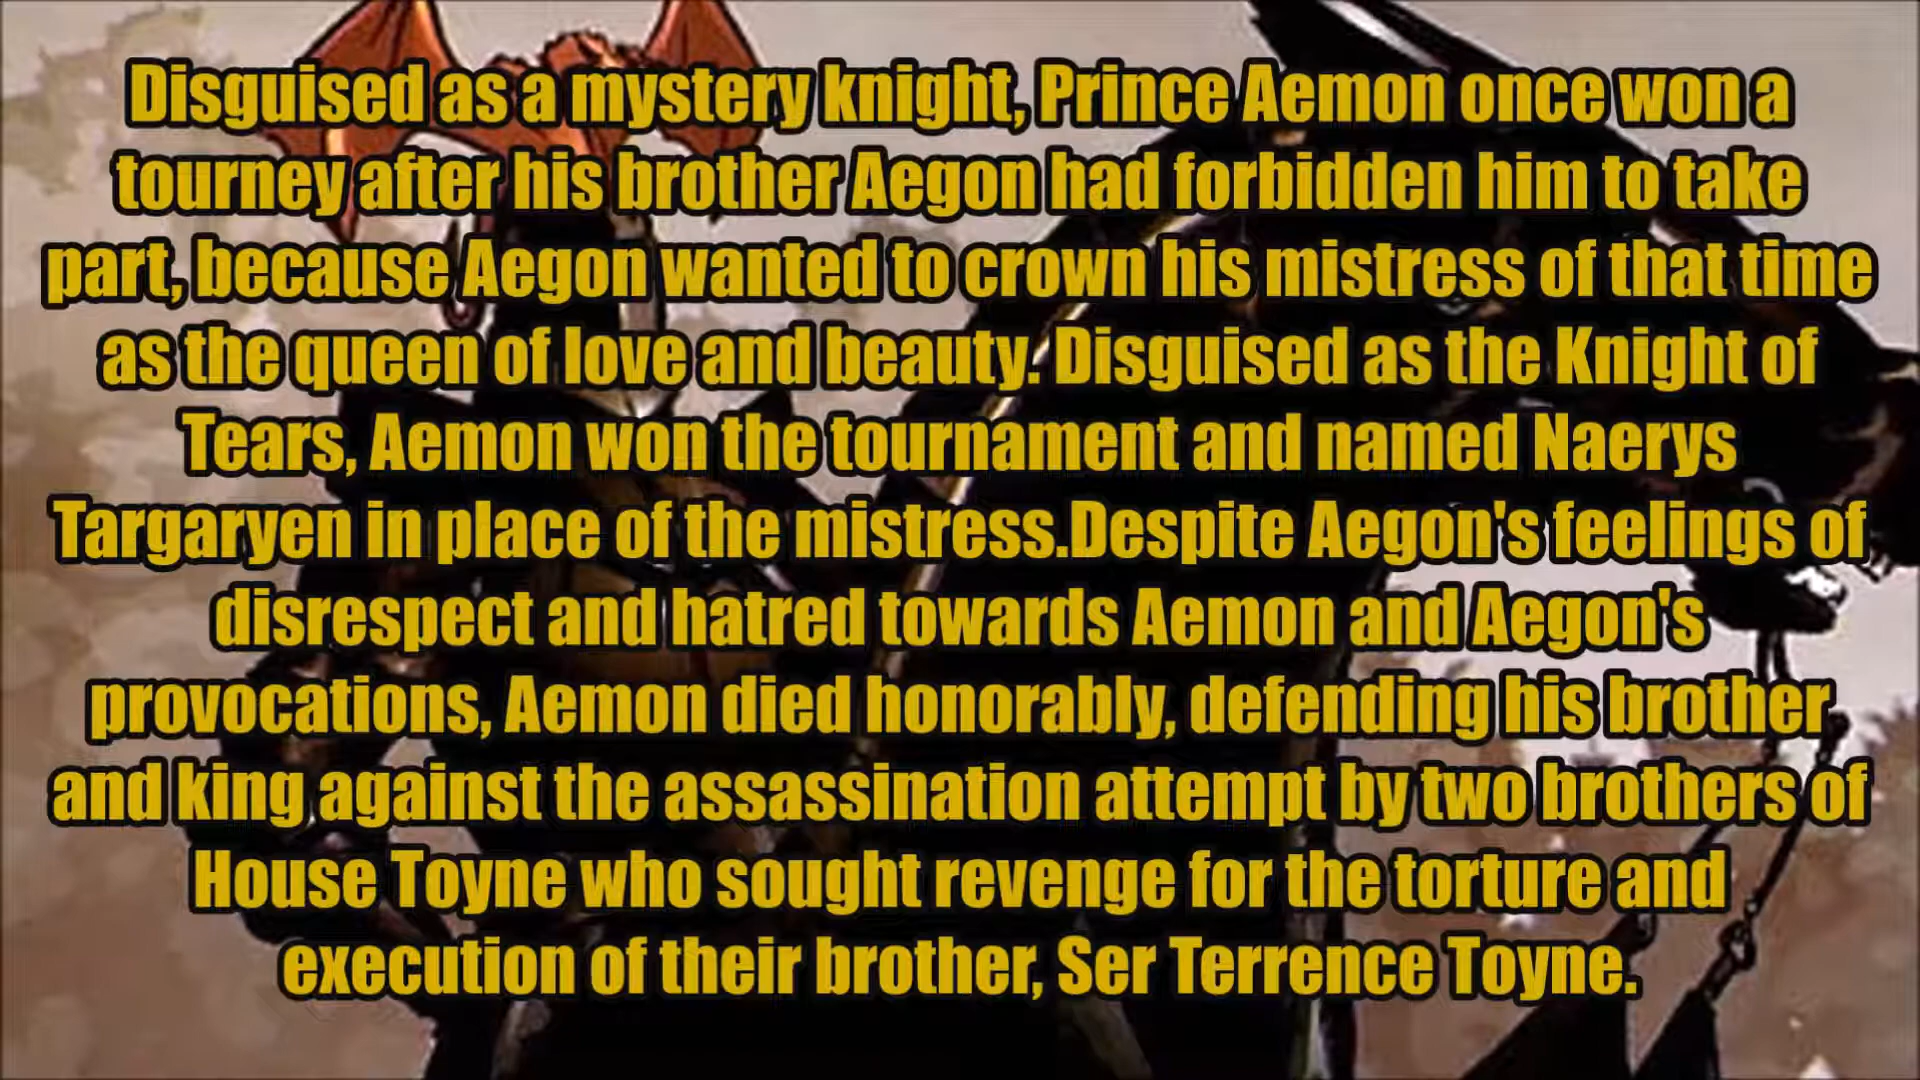 Disguised as a mystery knight, Prince Aemon once won a
tourney after his brother Aegon had forbidden him to take
part, because Aegon wanted to crown his mistress of that time
as the queen of love and beauty. Disguised as the Knight of
Tears, Aemon won the tournament and named Naerys
Targaryen in place of the mistress.Despite Aegon's feelings of
disrespect and hatred towards Aemon and Aegon's
provocations, Aemon died honorably, defending his brother
and king against the assassination attempt by two brothers of
House Toyne who sought revenge for the torture and
execution of their brother, Ser Terrence Toyne.